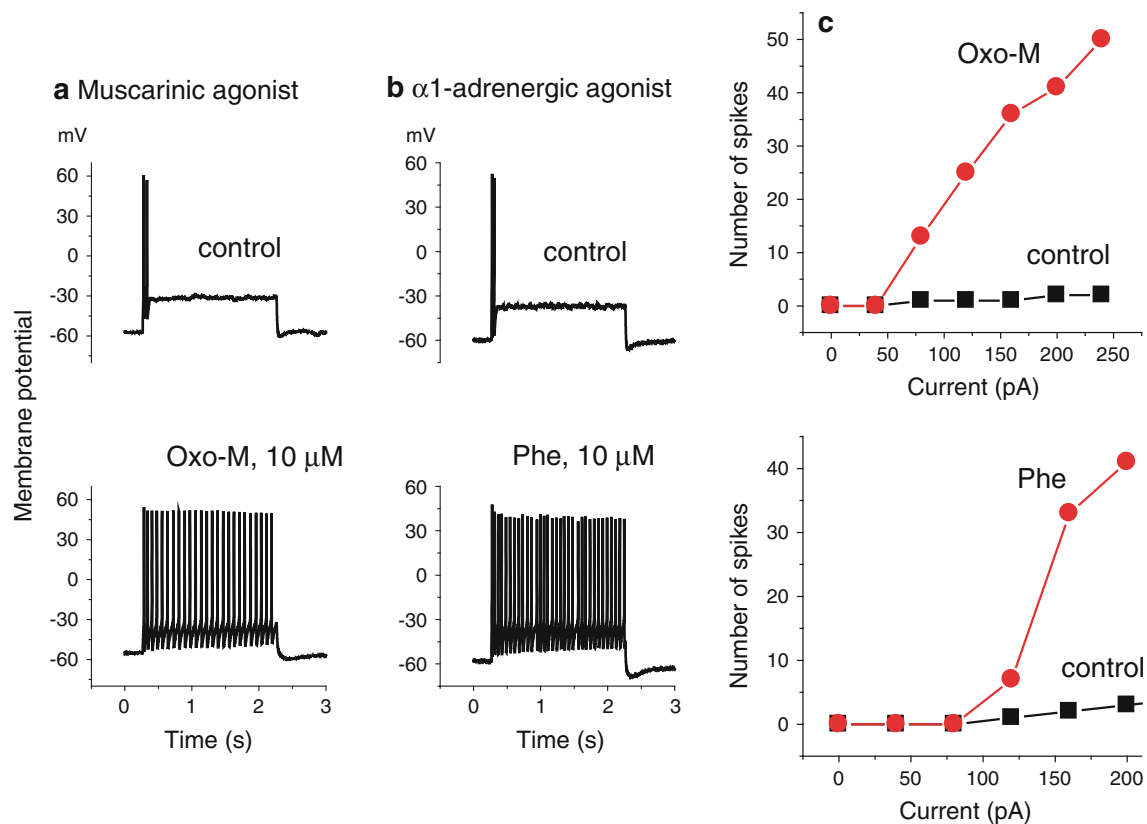 a Muscarinic agonist
mV
60
30
0
-30
-60
control
Oxo-M, 10 μM
60
30
0
-30
-60
0 1 2 3
Time (s)
Membrane potential
b α1-adrenergic agonist
mV
60
30
0
-30
-60
control
Phe, 10 μM
60
30
0
-30
-60
0 1 2 3
Time (s)
c
50
40
30
20
10
0
Number of spikes
Oxo-M
control
0 50 100 150 200 250
Current (pA)
40
30
20
10
0
Number of spikes
Phe
control
0 50 100 150 200
Current (pA)